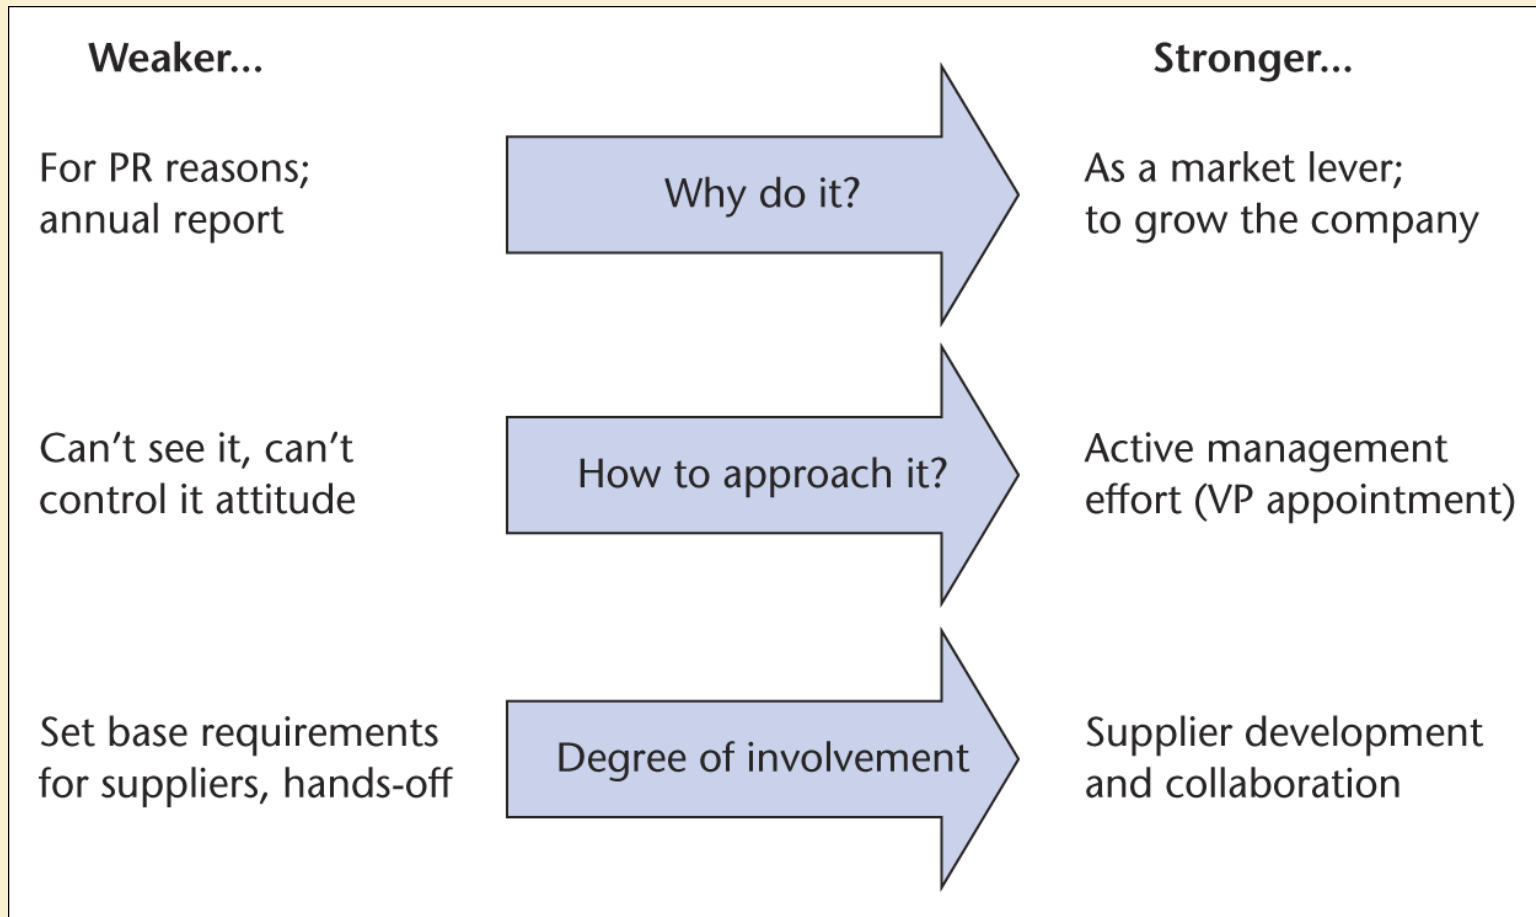 Weaker...
Stronger...
For PR reasons;
annual report
Why do it?
As a market lever;
to grow the company
Can’t see it, can’t
control it attitude
How to approach it?
Active management
effort (VP appointment)
Set base requirements
for suppliers, hands-off
Degree of involvement
Supplier development
and collaboration